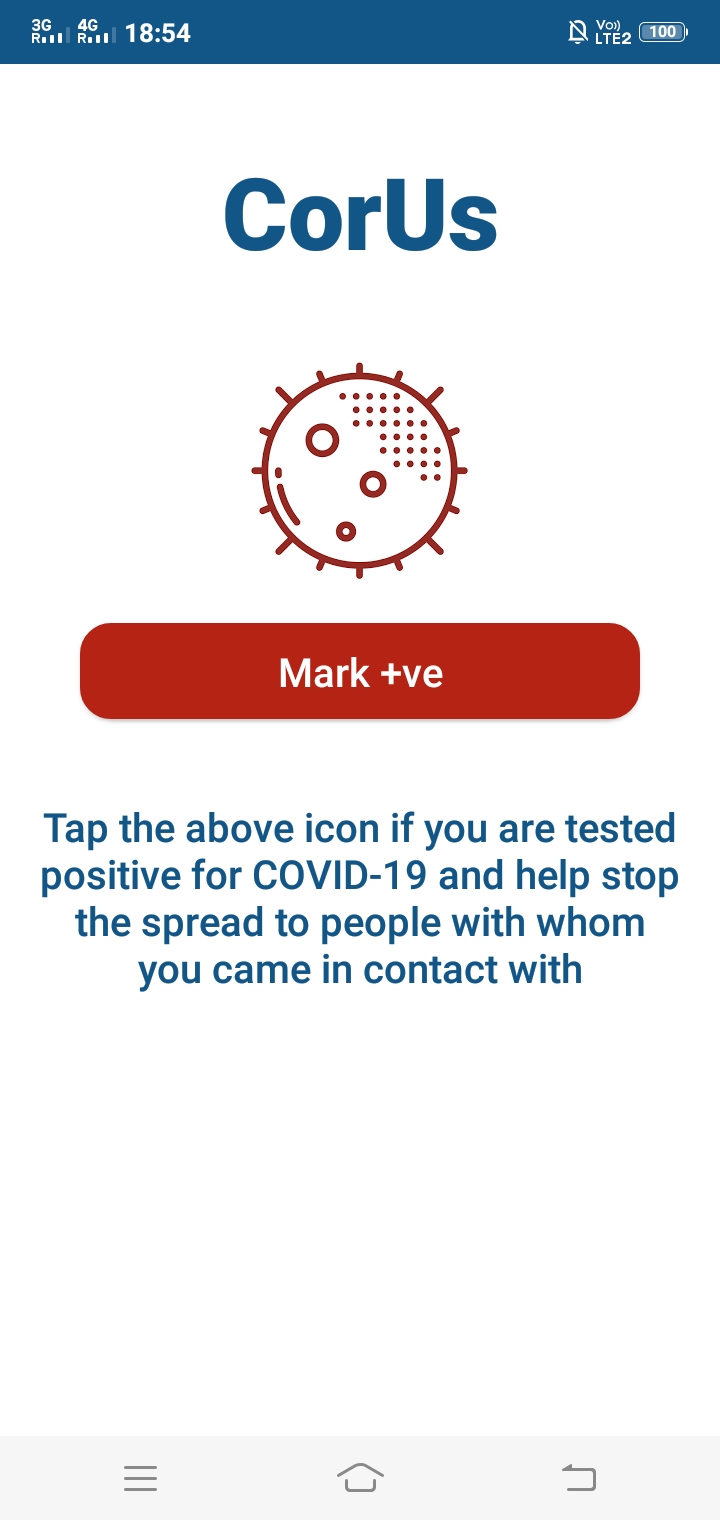 3G R 4G R 18:54 Vo)) LTE2 100
CorUs
Mark +ve
Tap the above icon if you are tested
positive for COVID-19 and help stop
the spread to people with whom
you came in contact with